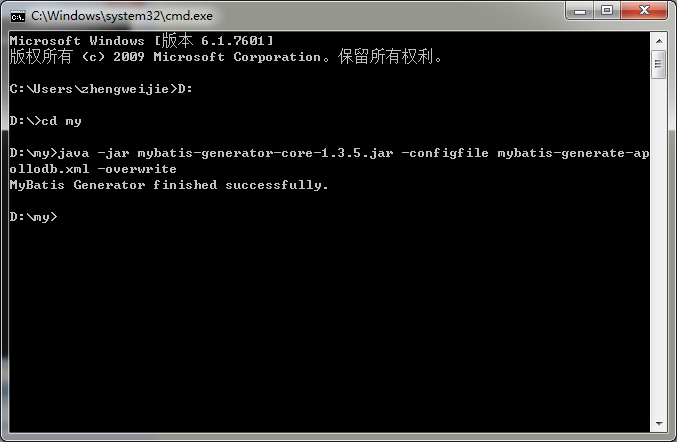 C:\Windows\system32\cmd.exe
Microsoft Windows [版本 6.1.7601]
版权所有 (c) 2009 Microsoft Corporation。保留所有权利。
C:\Users\zhengweijie>D:
D:\>cd my
D:\my>java -jar mybatis-generator-core-1.3.5.jar -configfile mybatis-generate-ap
ollodb.xml -overwrite
MyBatis Generator finished successfully.
D:\my>